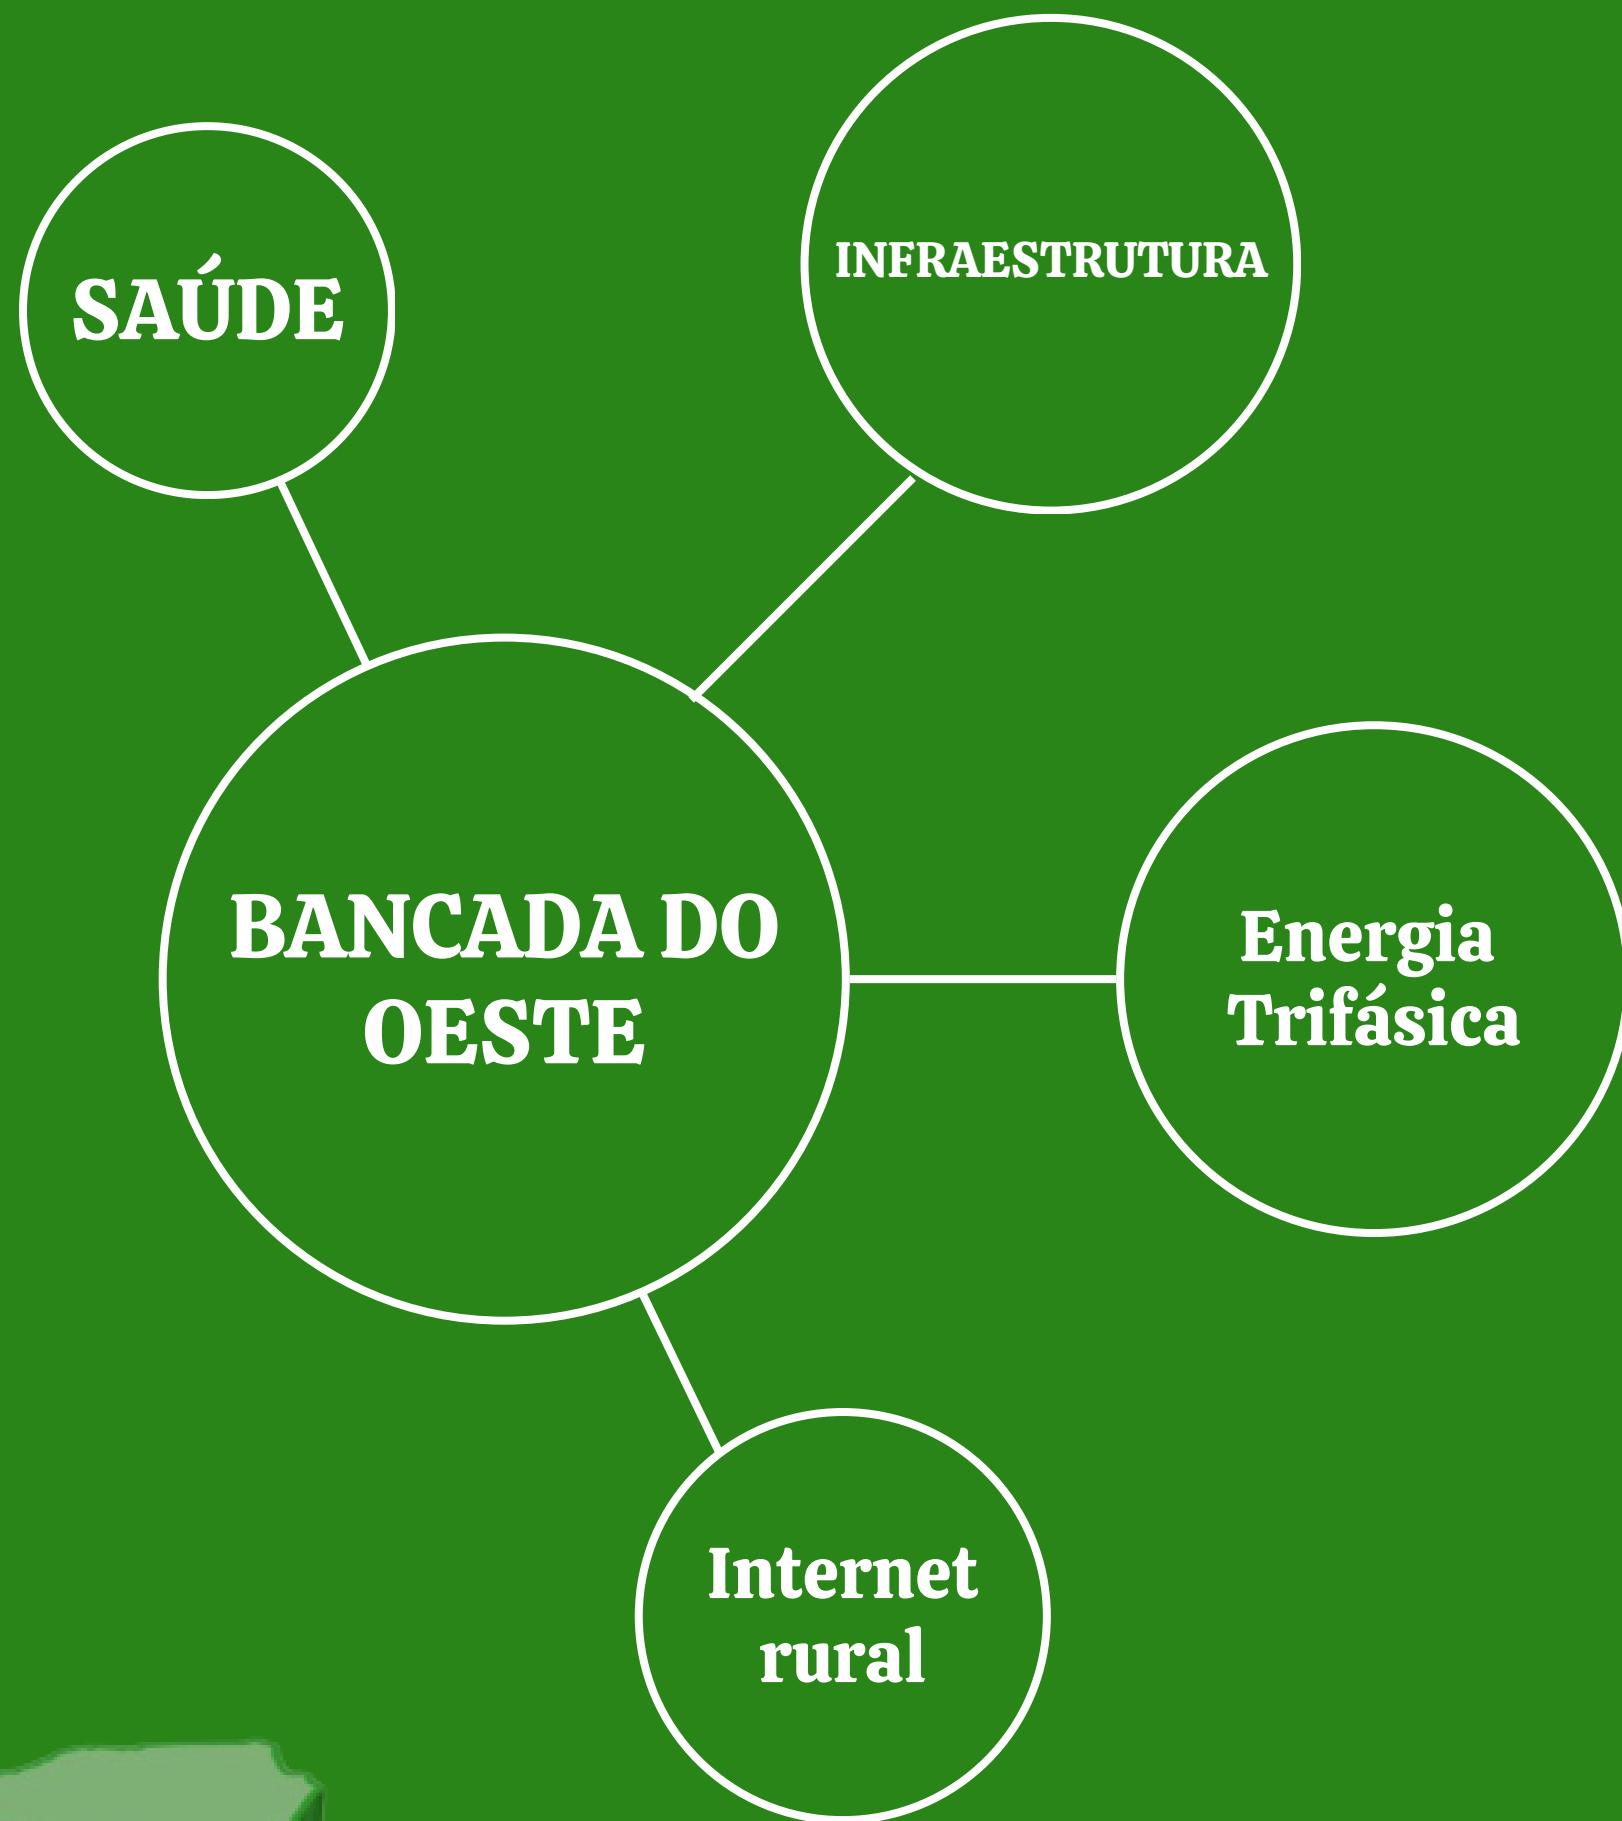 INFRAESTRUTURA
SAÚDE
BANCADA DO
OESTE
Energia
Trifásica
Internet
rural